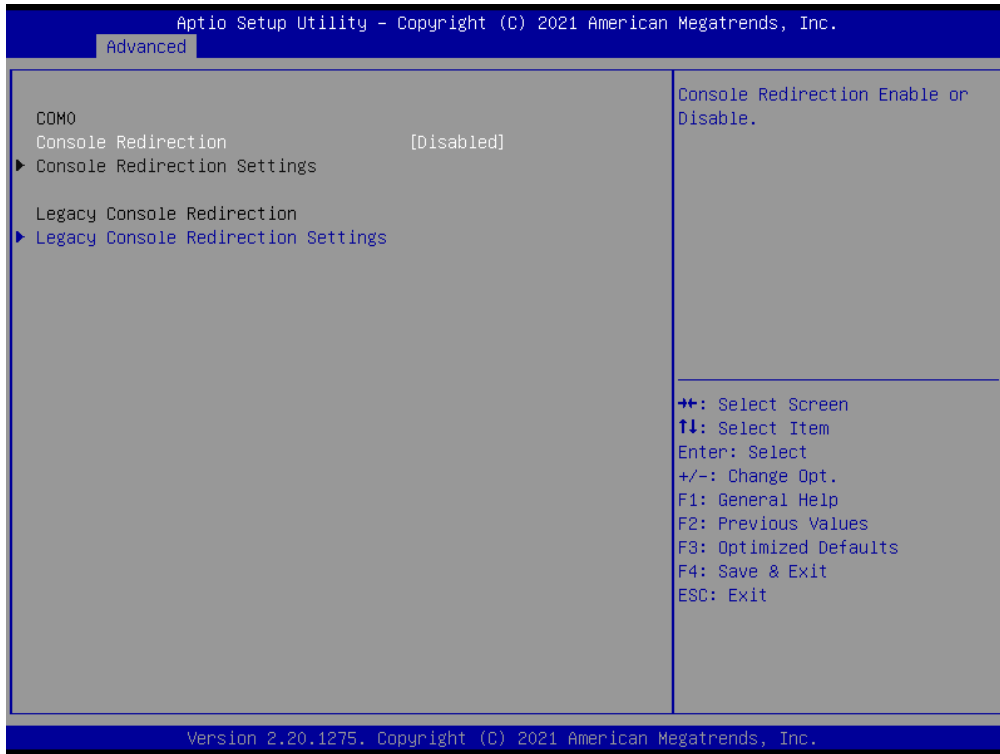 Aptio Setup Utility – Copyright (C) 2021 American Megatrends, Inc.
Advanced
COM0
Console Redirection [Disabled]
▶ Console Redirection Settings
Legacy Console Redirection
▶ Legacy Console Redirection Settings
Console Redirection Enable or
Disable.
→←: Select Screen
↑↓: Select Item
Enter: Select
+/-: Change Opt.
F1: General Help
F2: Previous Values
F3: Optimized Defaults
F4: Save & Exit
ESC: Exit
Version 2.20.1275. Copyright (C) 2021 American Megatrends, Inc.